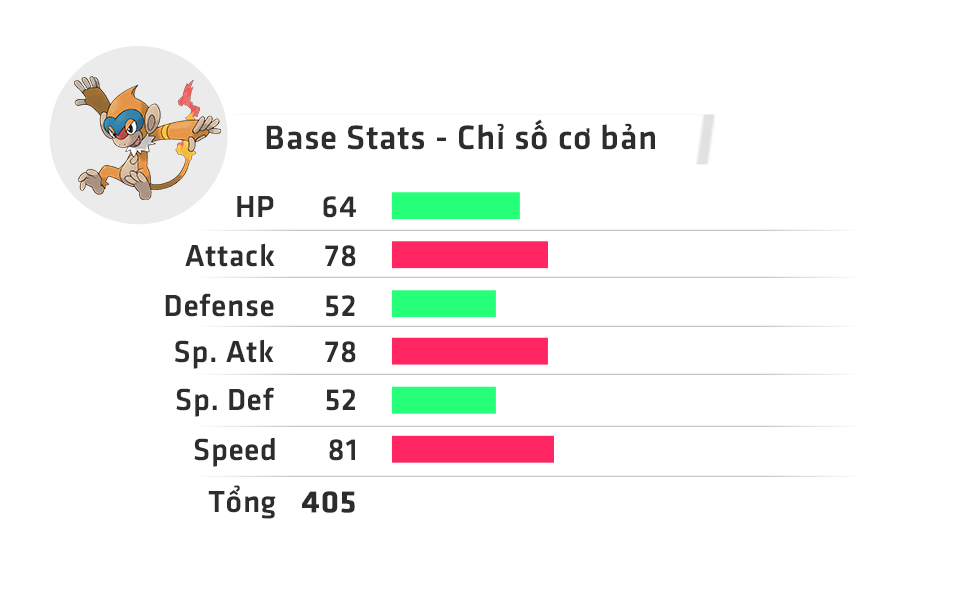 Base Stats - Chỉ số cơ bản
HP 64
Attack 78
Defense 52
Sp. Atk 78
Sp. Def 52
Speed 81
Tổng 405